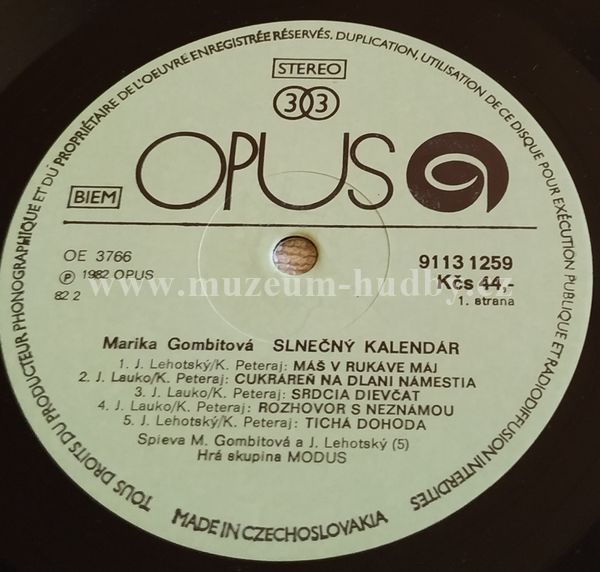 TOUS DROITS DU PRODUCTEUR PHONOGRAPHIQUE ET DU PROPRIÉTAIRE DE L'OEUVRE ENREGISTRÉE RÉSERVÉS. DUPLICATION, UTILISATION DE CE DISQUE POUR EXÉCUTION PUBLIQUE ET RADIODIFFUSION INTERDITES
STEREO
33
OPUS
BIEM
OE 3766
℗ 1982 OPUS
82 2
9113 1259
Kčs 44,-
1. strana
www.muzeum-hudby.cz
Marika Gombitová SLNEČNÝ KALENDÁR
1. J. Lehotský/K. Peteraj: MÁŠ V RUKÁVE MÁJ
2. J. Lauko/K. Peteraj: CUKRÁREŇ NA DLANI NÁMESTIA
3. J. Lauko/K. Peteraj: SRDCIA DIEVČAT
4. J. Lauko/K. Peteraj: ROZHOVOR S NEZNÁMOU
5. J. Lehotský/K. Peteraj: TICHÁ DOHODA
Spieva M. Gombitová a J. Lehotský (5)
Hrá skupina MODUS
MADE IN CZECHOSLOVAKIA